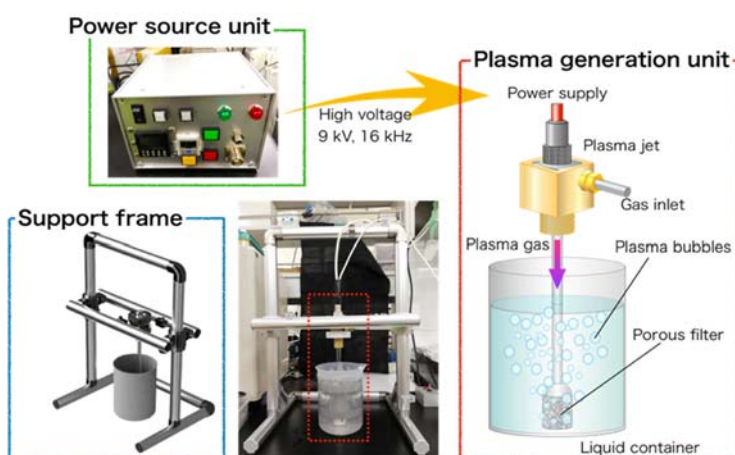 Power source unit
High voltage
9 kV, 16 kHz
Support frame
Plasma generation unit
Power supply
Plasma jet
Gas inlet
Plasma gas
Plasma bubbles
Porous filter
Liquid container